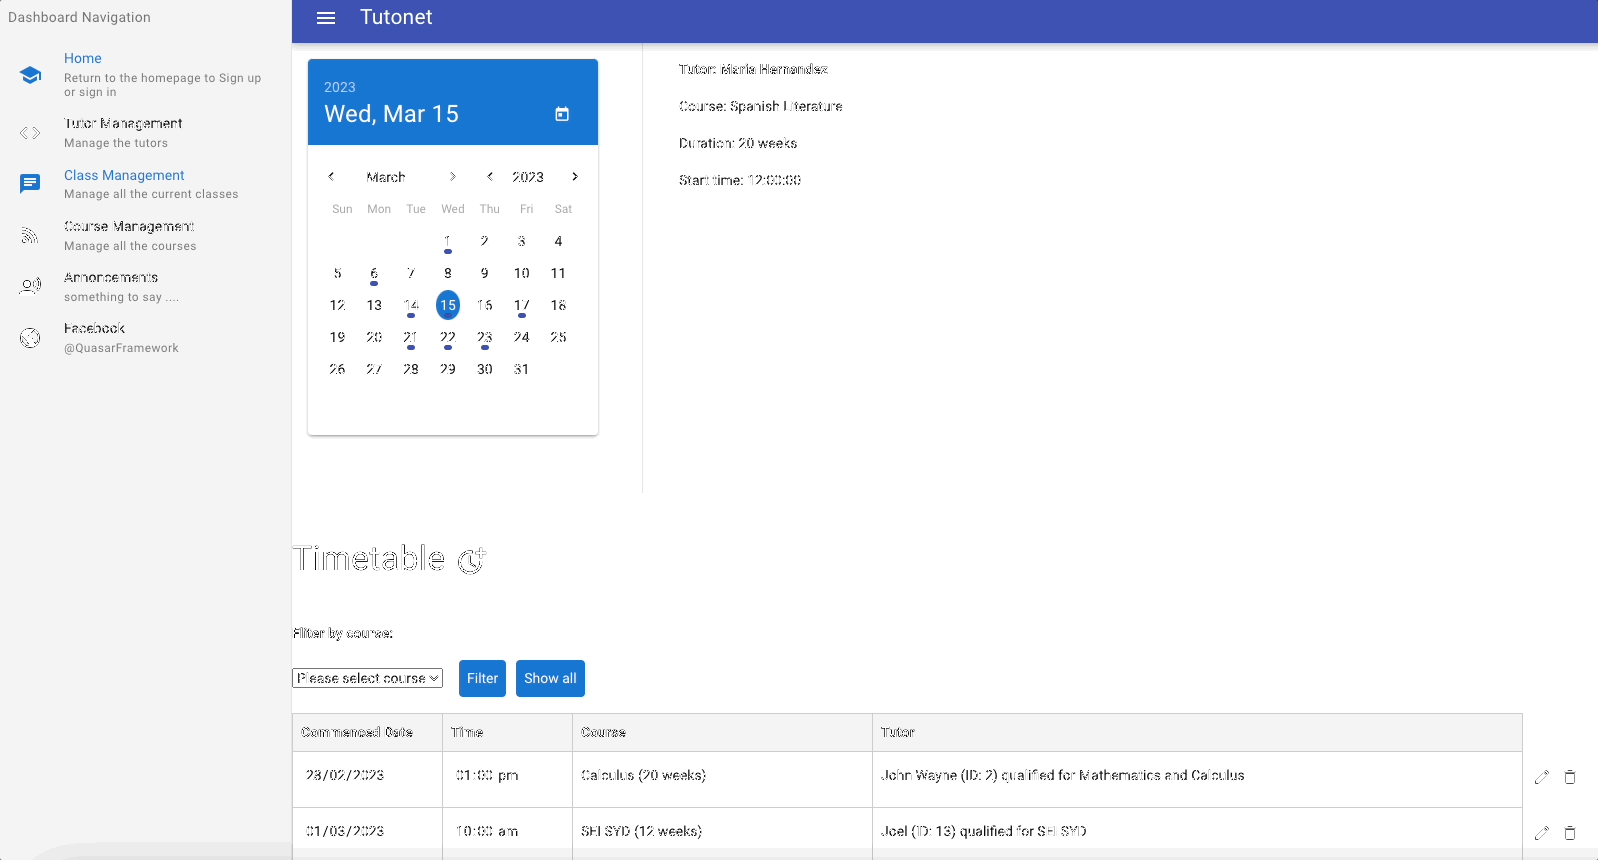 Dashboard Navigation
Home
Return to the homepage to Sign up
or sign in
Tutor Management
Manage the tutors
Class Management
Manage all the current classes
Course Management
Manage all the courses
Annoncements
something to say ....
Facebook
@QuasarFramework
Tutonet
2023
Wed, Mar 15
March 2023
Sun Mon Tue Wed Thu Fri Sat
1 2 3 4
5 6 7 8 9 10 11
12 13 14 15 16 17 18
19 20 21 22 23 24 25
26 27 28 29 30 31
Tutor: Maria Hernandez
Course: Spanish Literature
Duration: 20 weeks
Start time: 12:00:00
Timetable
Filter by course:
Please select course Filter Show all
Commenced Date Time Course Tutor
23/02/2023 01:00 pm Calculus (20 weeks) John Wayne (ID: 2) qualified for Mathematics and Calculus
01/03/2023 10:00 am SEI SYD (12 weeks) Joel (ID: 13) qualified for SEI SYD